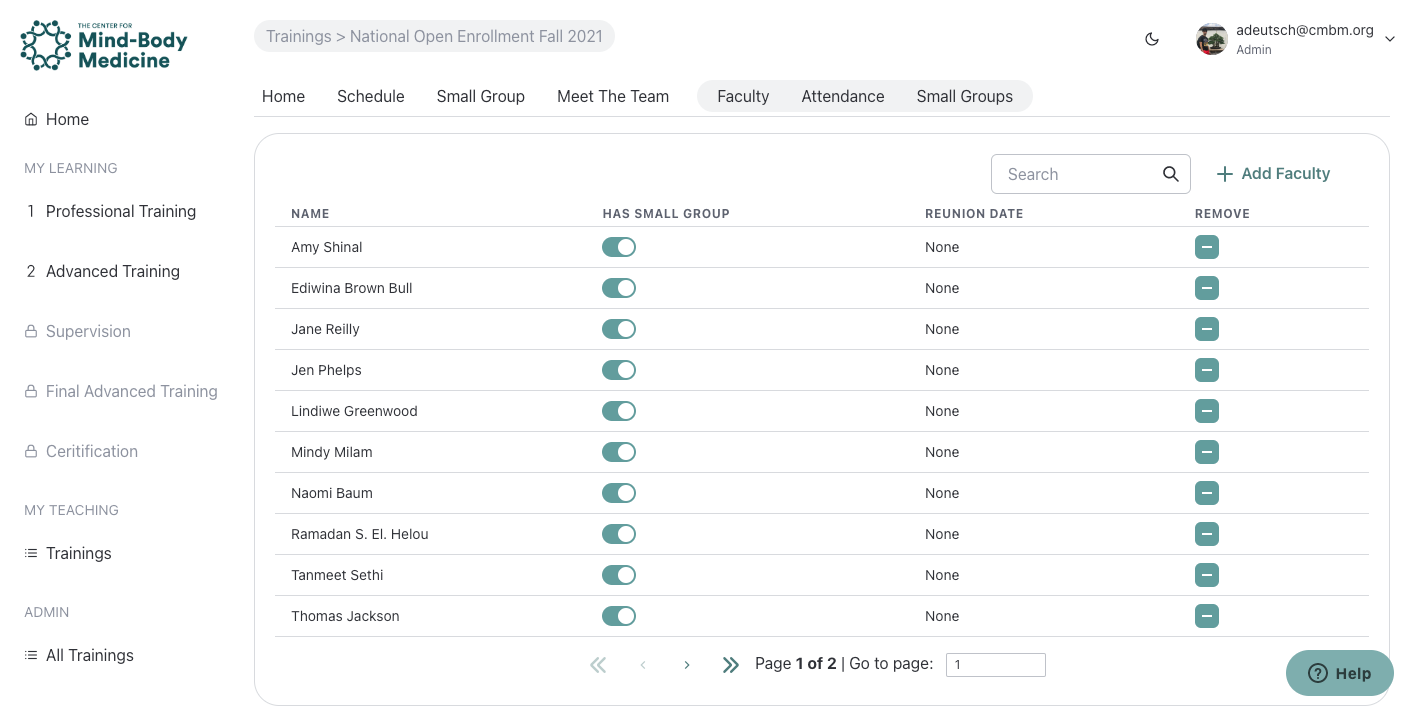 THE CENTER FOR
Mind-Body
Medicine
Trainings > National Open Enrollment Fall 2021
adeutsch@cmbm.org
Admin
Home Schedule Small Group Meet The Team Faculty Attendance Small Groups
Home
MY LEARNING
1 Professional Training
2 Advanced Training
Supervision
Final Advanced Training
Ceritification
MY TEACHING
Trainings
ADMIN
All Trainings
Search
Add Faculty
NAME HAS SMALL GROUP REUNION DATE REMOVE
Amy Shinal None
Ediwina Brown Bull None
Jane Reilly None
Jen Phelps None
Lindiwe Greenwood None
Mindy Milam None
Naomi Baum None
Ramadan S. El. Helou None
Tanmeet Sethi None
Thomas Jackson None
Page 1 of 2 | Go to page: 1
Help